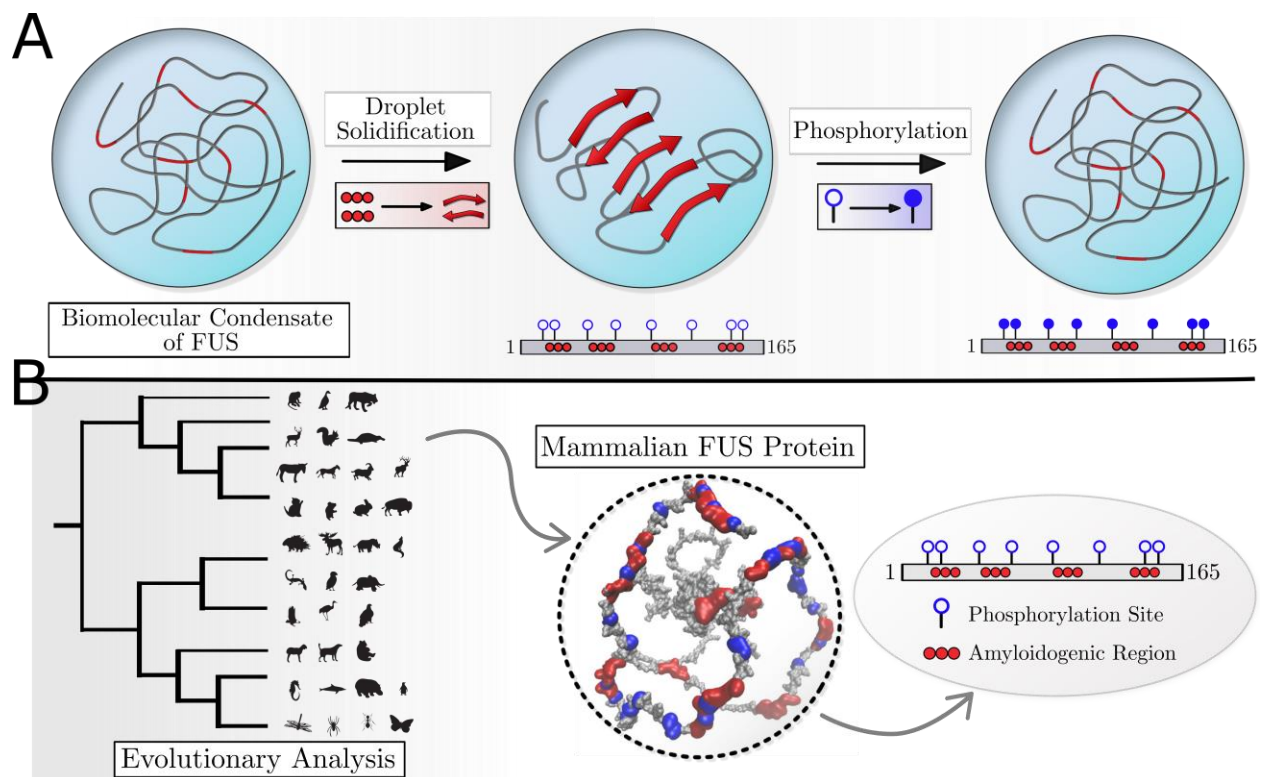 A
Droplet
Solidification
Phosphorylation
Biomolecular Condensate
of FUS
1
165
1
165
B
Mammalian FUS Protein
1
165
Phosphorylation Site
Amyloidogenic Region
Evolutionary Analysis